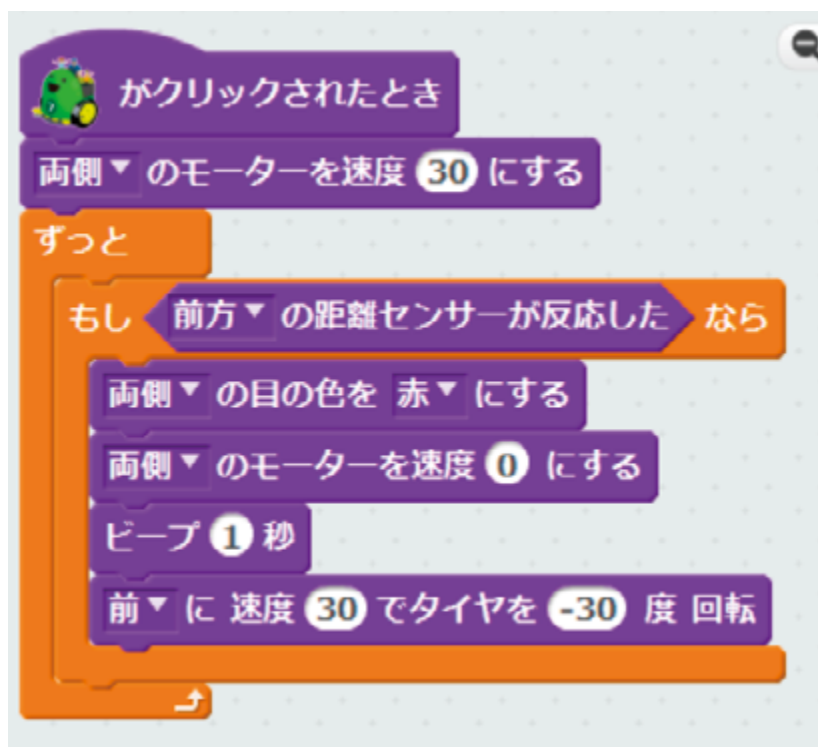 がクリックされたとき
両側▼ のモーターを速度 30 にする
ずっと
もし 前方▼ の距離センサーが反応した なら
両側▼ の目の色を 赤▼ にする
両側▼ のモーターを速度 0 にする
ビープ 1 秒
前▼ に 速度 30 でタイヤを -30 度 回転